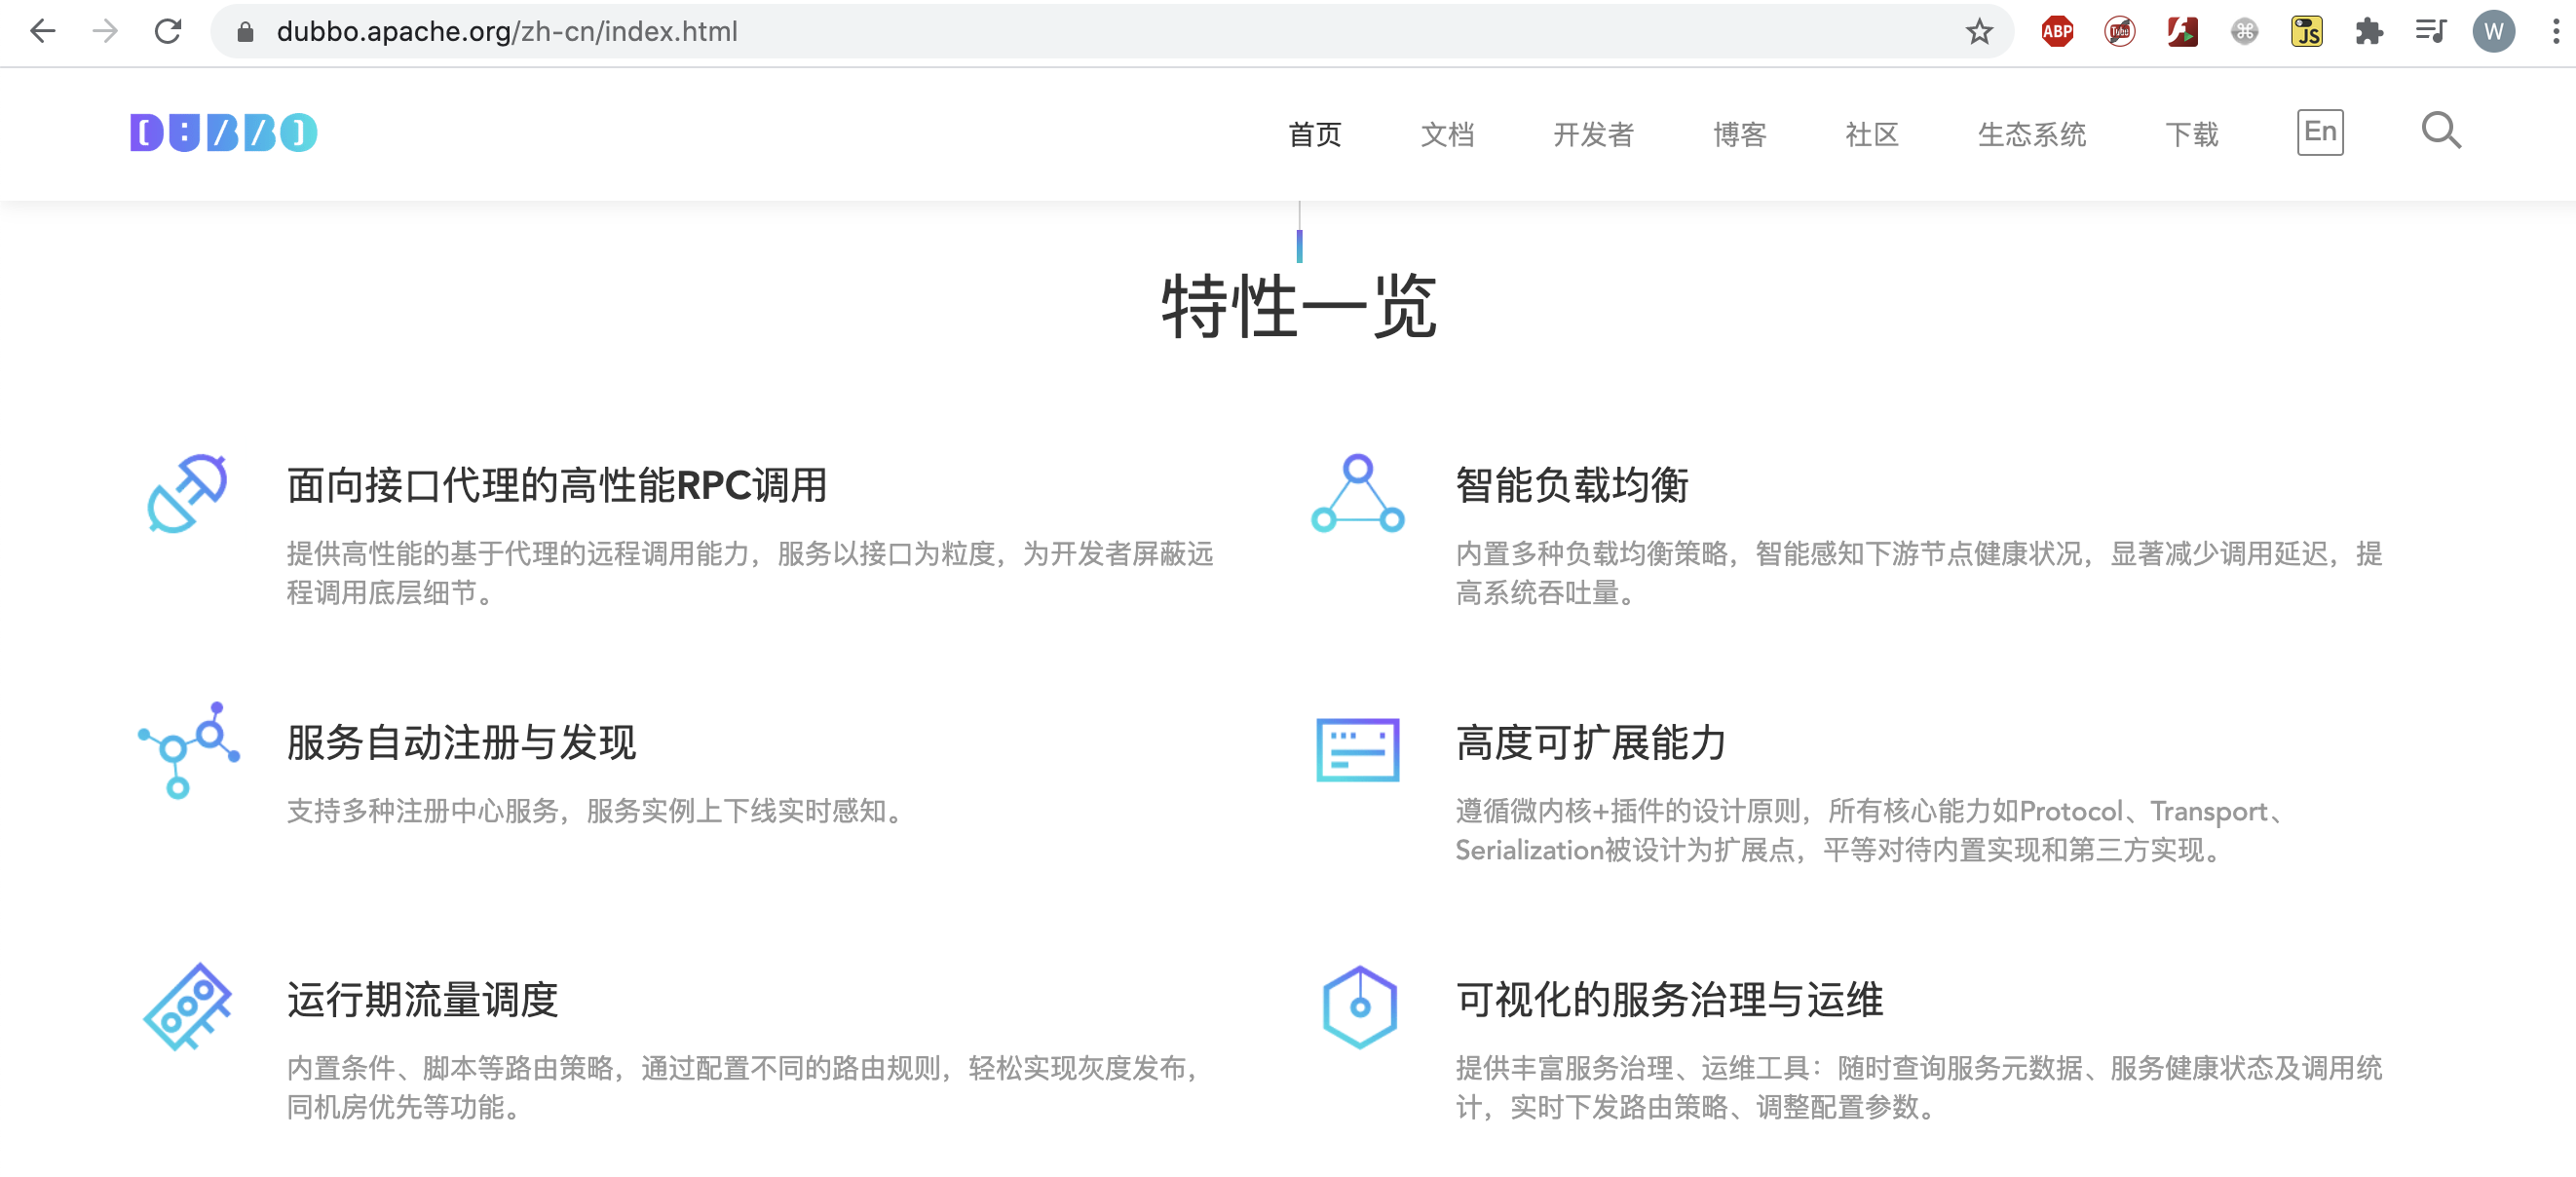 dubbo.apache.org/zh-cn/index.html
ABP
JS
W
DUBBO
首页 文档 开发者 博客 社区 生态系统 下载 En
特性一览
面向接口代理的高性能RPC调用
提供高性能的基于代理的远程调用能力，服务以接口为粒度，为开发者屏蔽远
程调用底层细节。
智能负载均衡
内置多种负载均衡策略，智能感知下游节点健康状况，显著减少调用延迟，提
高系统吞吐量。
服务自动注册与发现
支持多种注册中心服务，服务实例上下线实时感知。
高度可扩展能力
遵循微内核+插件的设计原则，所有核心能力如Protocol、Transport、
Serialization被设计为扩展点，平等对待内置实现和第三方实现。
运行期流量调度
内置条件、脚本等路由策略，通过配置不同的路由规则，轻松实现灰度发布，
同机房优先等功能。
可视化的服务治理与运维
提供丰富服务治理、运维工具：随时查询服务元数据、服务健康状态及调用统
计，实时下发路由策略、调整配置参数。